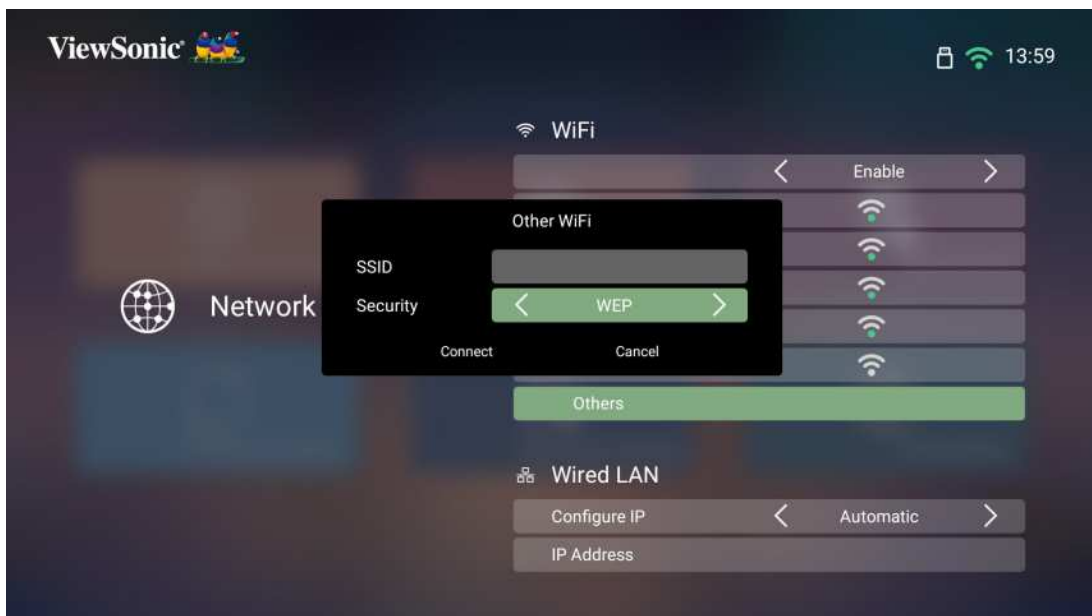 ViewSonic
13:59
WiFi
Enable
Other WiFi
SSID
Network
Security
WEP
Connect
Cancel
Others
Wired LAN
Configure IP
Automatic
IP Address